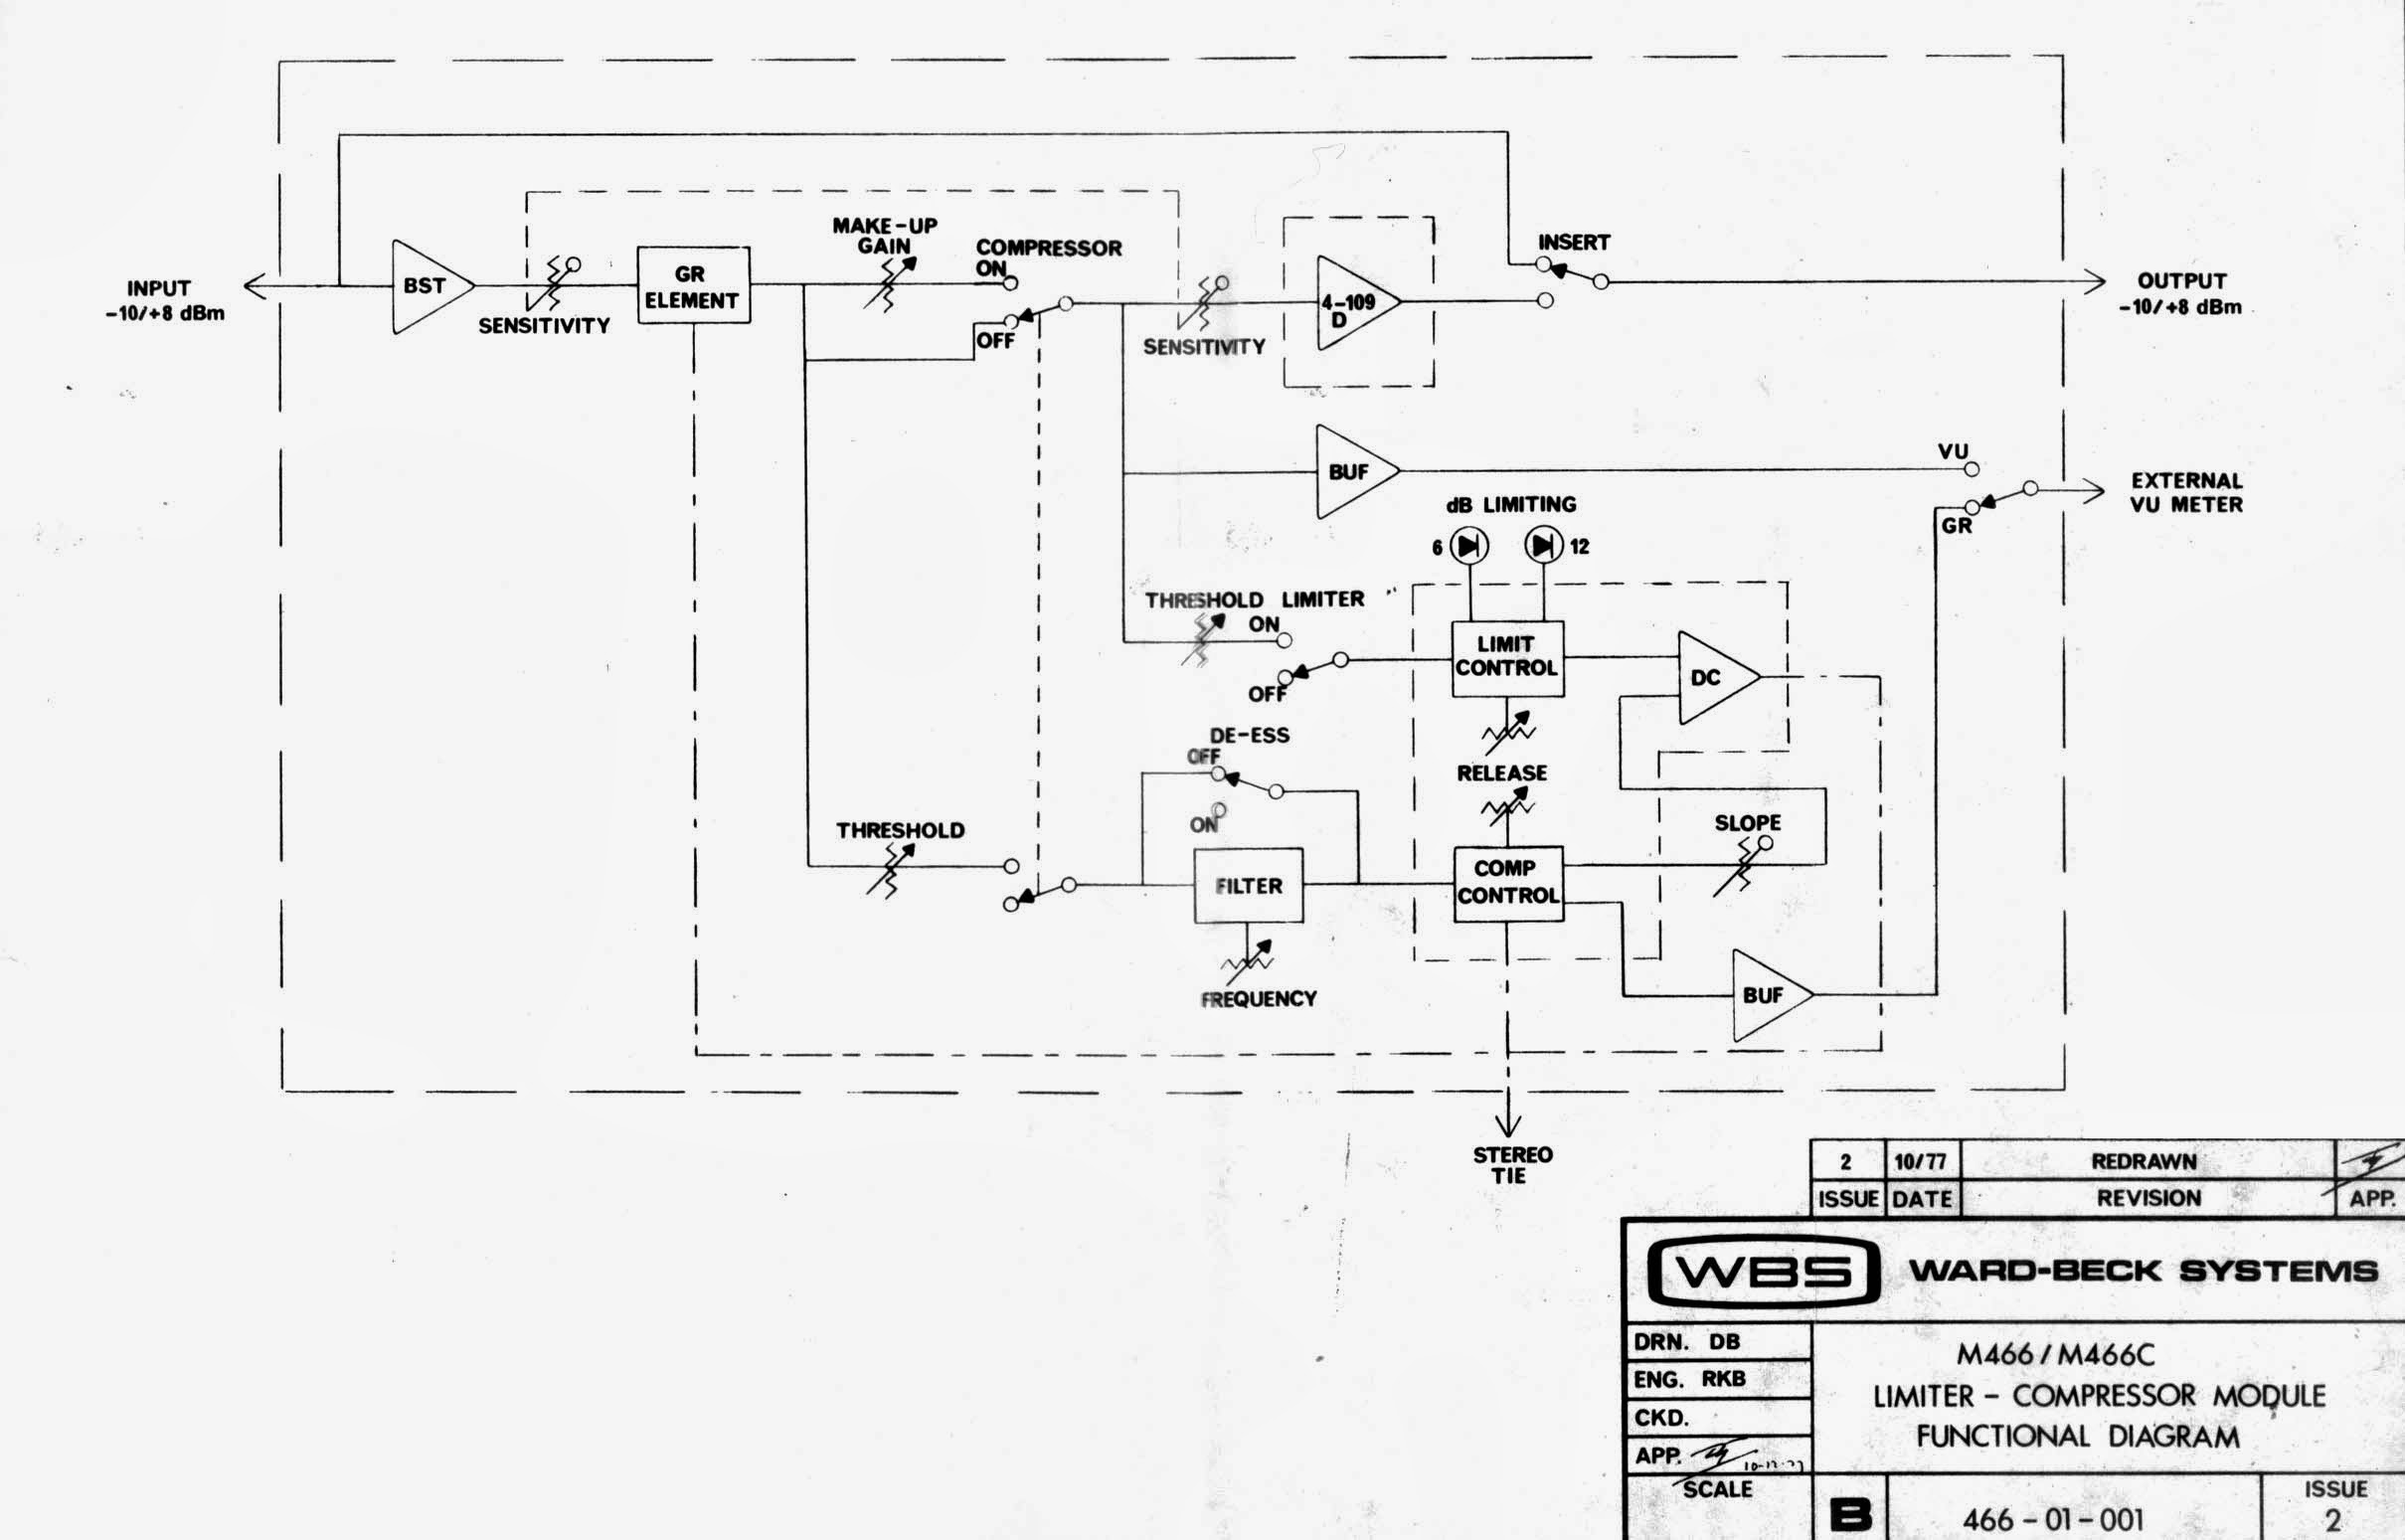 MAKE-UP
GAIN
COMPRESSOR
ON
OFF
INSERT
INPUT
-10/+8 dBm
BST
SENSITIVITY
GR
ELEMENT
SENSITIVITY
4-109
D
OUTPUT
-10/+8 dBm
BUF
VU
GR
EXTERNAL
VU METER
dB LIMITING
6
12
THRESHOLD LIMITER
ON
OFF
LIMIT
CONTROL
DC
DE-ESS
OFF
ON
RELEASE
THRESHOLD
SLOPE
FILTER
COMP
CONTROL
FREQUENCY
BUF
STEREO
TIE
2 10/77 REDRAWN
ISSUE DATE REVISION APP.
WBS WARD-BECK SYSTEMS
DRN. DB
ENG. RKB
CKD.
APP. 10-12-77
SCALE
M466/M466C
LIMITER - COMPRESSOR MODULE
FUNCTIONAL DIAGRAM
B
466-01-001
ISSUE
2